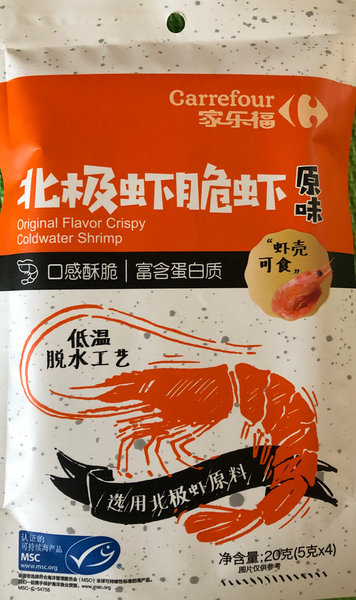 Carrefour
家乐福
北极虾脆虾
原味
Original Flavor Crispy
Coldwater Shrimp
“虾壳
可食”
口感酥脆 富含蛋白质
低温
脱水工艺
选用北极虾原料
认证的
可持续海产品
MSC
www.msc.org
净含量:20克(5克×4)
图片仅供参考
MSC-C-54705